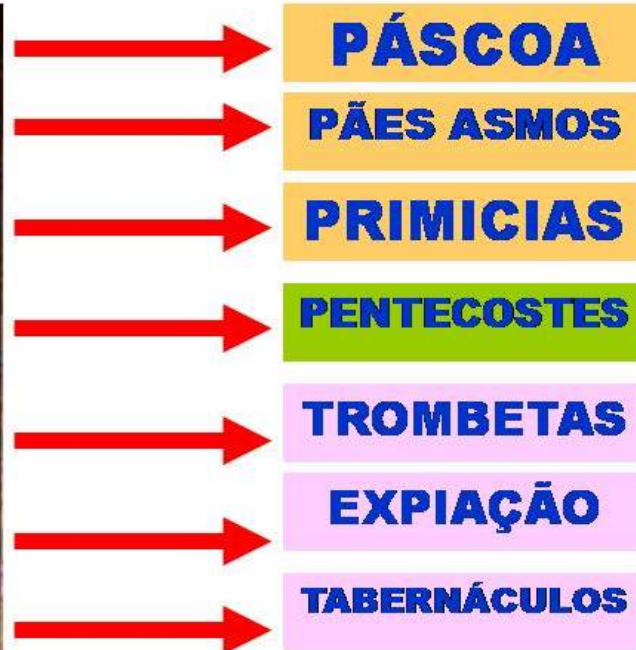 PÁSCOA
PÃES ASMOS
PRIMICIAS
PENTECOSTES
TROMBETAS
EXPIAÇÃO
TABERNÁCULOS